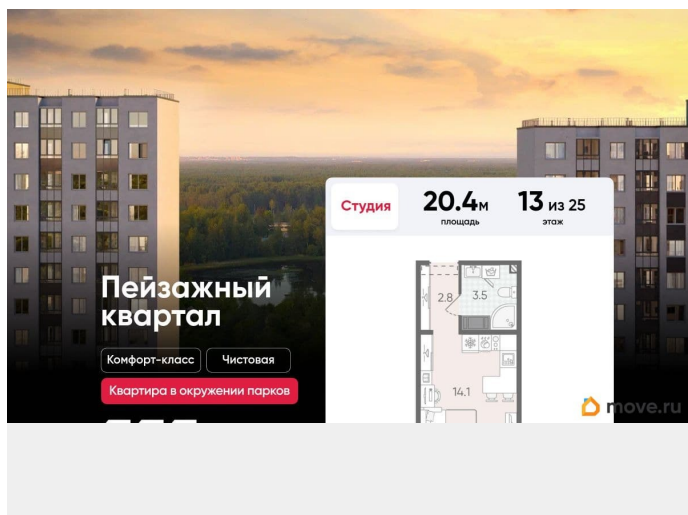 Студия
20.4м
площадь
13 из 25
этаж
Пейзажный
квартал
2.8
3.5
Комфорт-класс
Чистовая
Квартира в окружении парков
14.1
move.ru